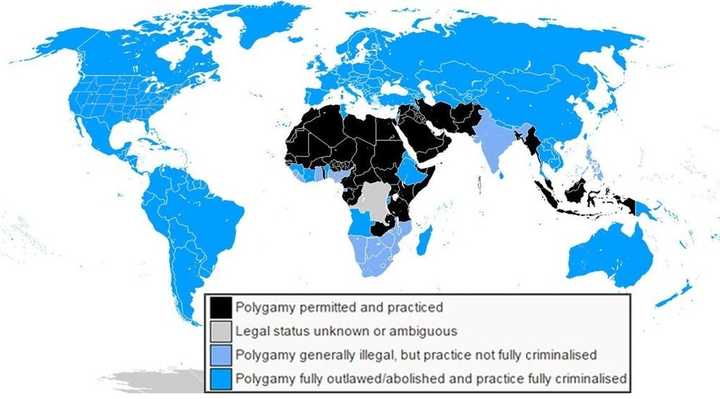 Polygamy permitted and practiced
Legal status unknown or ambiguous
Polygamy generally illegal, but practice not fully criminalised
Polygamy fully outlawed/abolished and practice fully criminalised